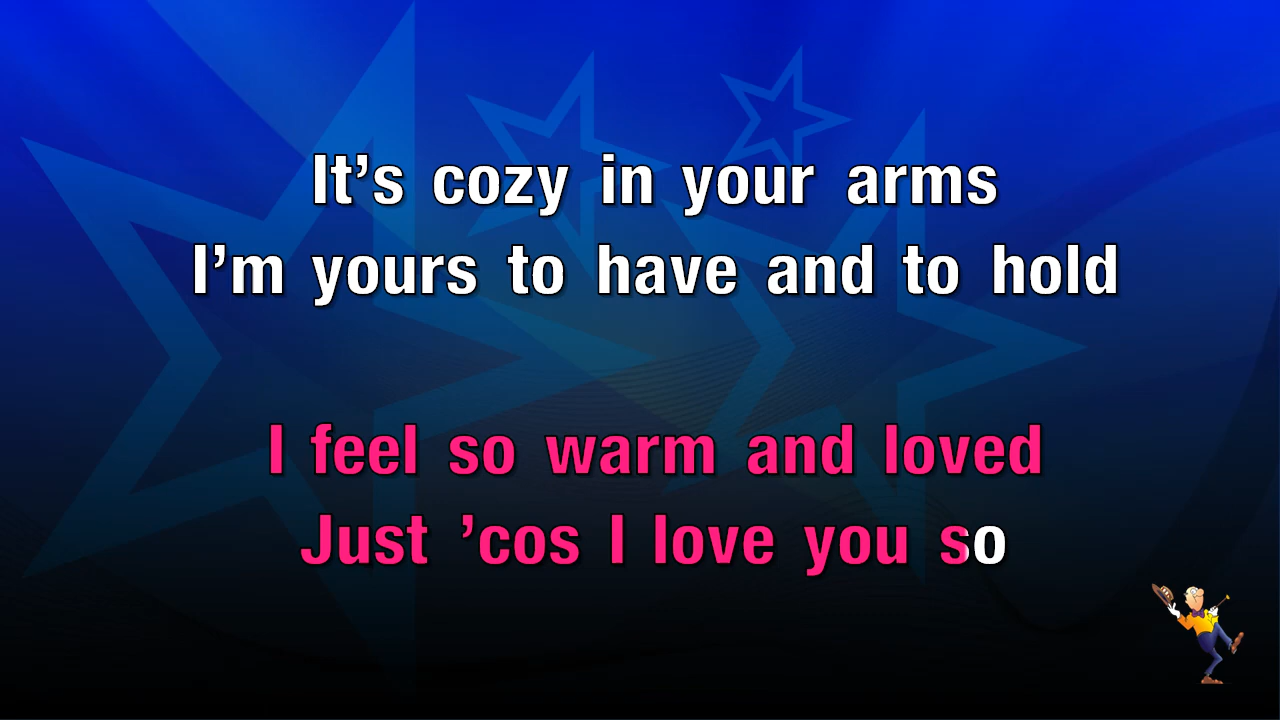 It’s cozy in your arms
I’m yours to have and to hold
I feel so warm and loved
Just ’cos I love you so